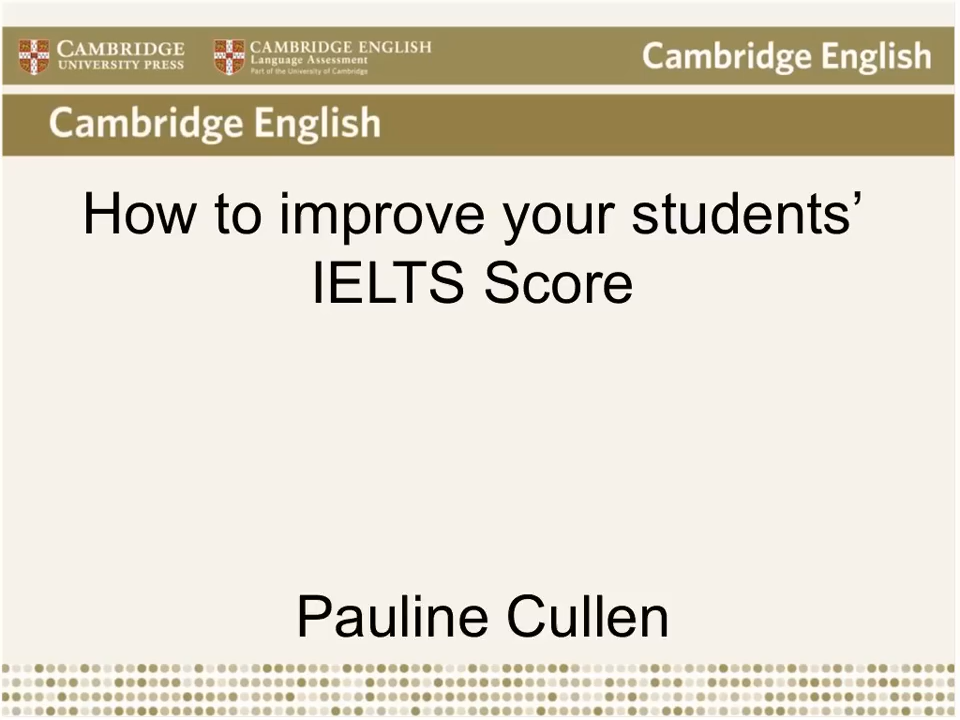 CAMBRIDGE
UNIVERSITY PRESS
CAMBRIDGE ENGLISH
Language Assessment
Part of the University of Cambridge
Cambridge English
Cambridge English
How to improve your students’
IELTS Score
Pauline Cullen